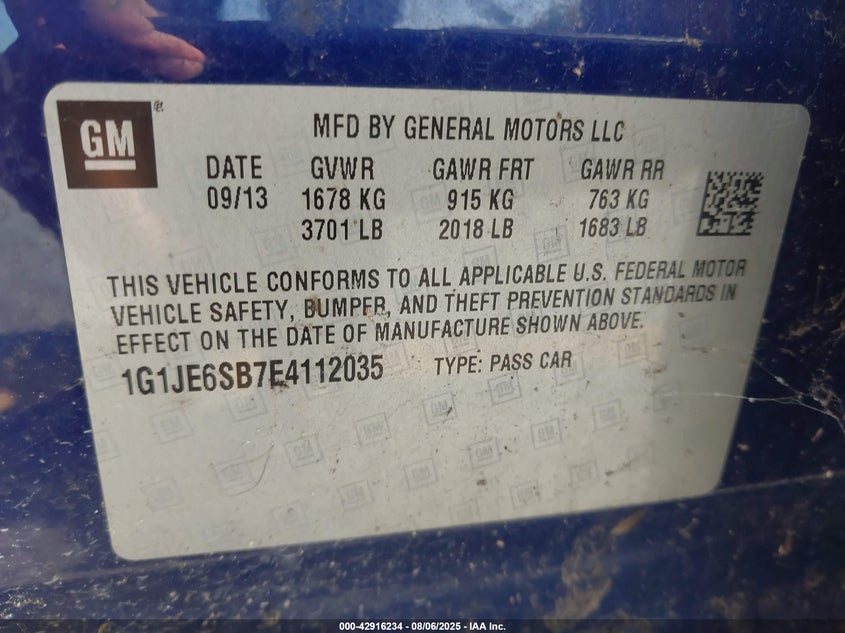 GM®
MFD BY GENERAL MOTORS LLC
DATE GVWR GAWR FRT GAWR RR
09/13 1678 KG 915 KG 763 KG
3701 LB 2018 LB 1683 LB
THIS VEHICLE CONFORMS TO ALL APPLICABLE U.S. FEDERAL MOTOR
VEHICLE SAFETY, BUMPER, AND THEFT PREVENTION STANDARDS IN
EFFECT ON THE DATE OF MANUFACTURE SHOWN ABOVE.
1G1JE6SB7E4112035 TYPE: PASS CAR
000-42916234 - 08/06/2025 - IAA Inc.